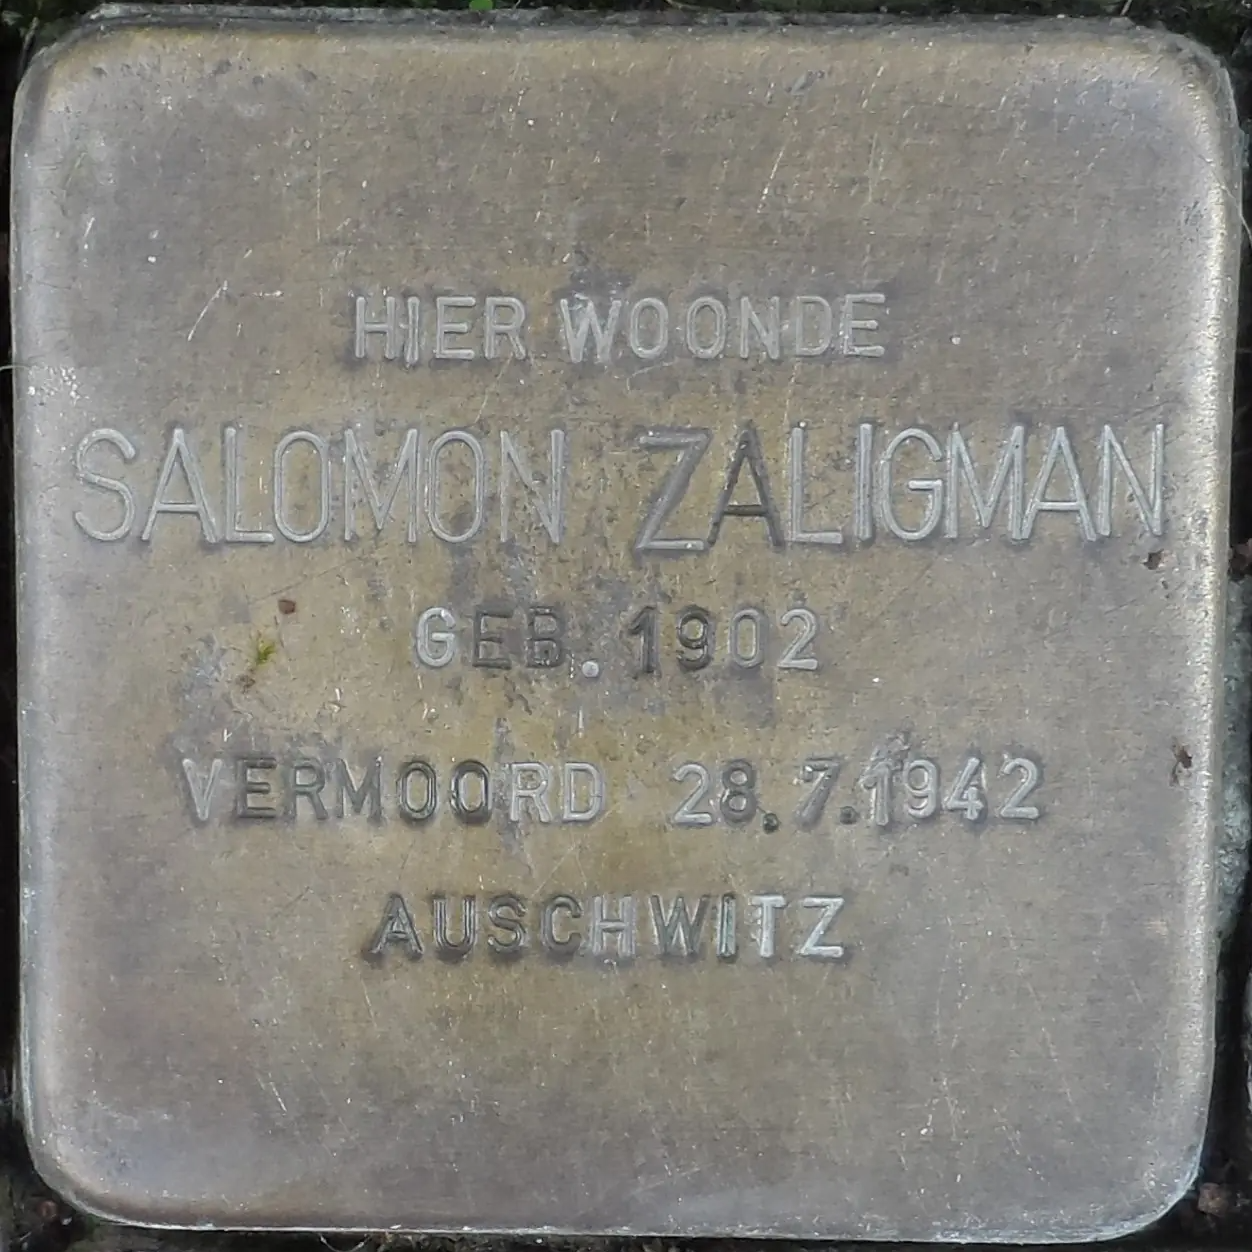 HIER WOONDE
SALOMON ZALIGMAN
GEB. 1902
VERMOORD 28.7.1942
AUSCHWITZ